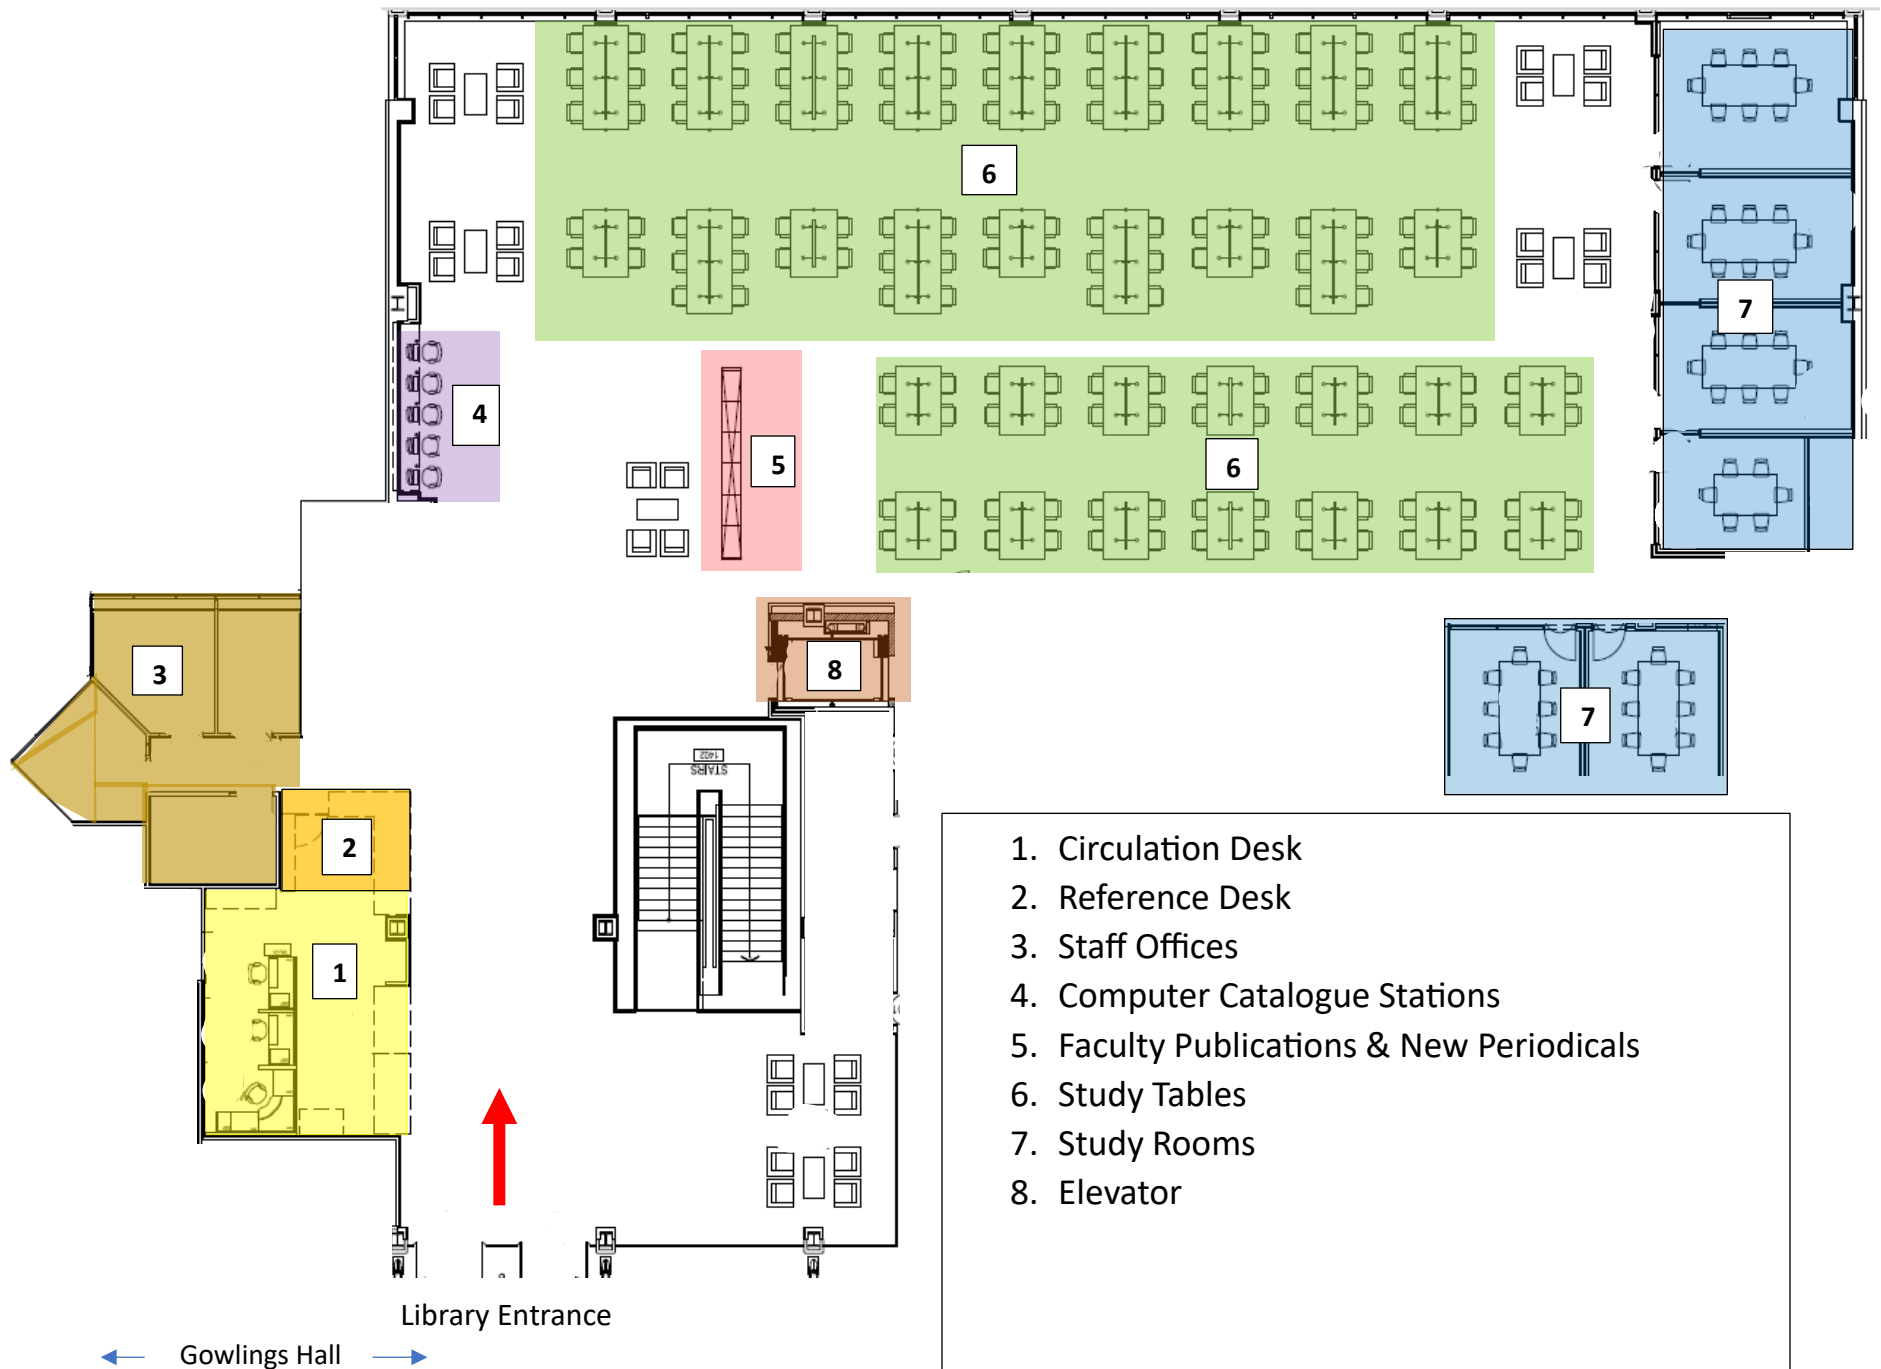 6
7
4
5
6
3
8
7
1402
STAIRS
2
1
1. Circulation Desk
2. Reference Desk
3. Staff Offices
4. Computer Catalogue Stations
5. Faculty Publications & New Periodicals
6. Study Tables
7. Study Rooms
8. Elevator
Library Entrance
Gowlings Hall